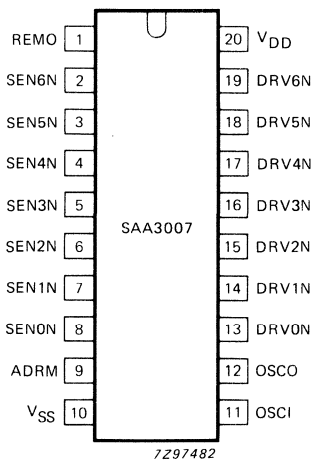 REMO 1 20 VDD
SEN6N 2 19 DRV6N
SEN5N 3 18 DRV5N
SEN4N 4 17 DRV4N
SEN3N 5 16 DRV3N
SAA3007
SEN2N 6 15 DRV2N
SEN1N 7 14 DRV1N
SEN0N 8 13 DRV0N
ADRM 9 12 OSCO
VSS 10 11 OSCI
7Z97482